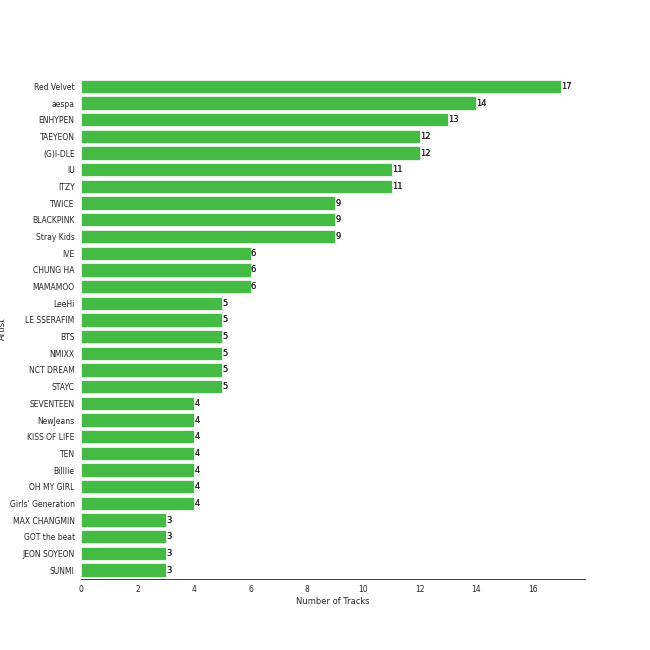 Red Velvet 17
aespa 14
ENHYPEN 13
TAEYEON 12
(G)I-DLE 12
IU 11
ITZY 11
TWICE 9
BLACKPINK 9
Stray Kids 9
IVE 6
CHUNG HA 6
MAMAMOO 6
LeeHi 5
LE SSERAFIM 5
BTS 5
NMIXX 5
NCT DREAM 5
STAYC 5
SEVENTEEN 4
NewJeans 4
KISS OF LIFE 4
TEN 4
Billlie 4
OH MY GIRL 4
Girls' Generation 4
MAX CHANGMIN 3
GOT the beat 3
JEON SOYEON 3
SUNMI 3
Artist
0 2 4 6 8 10 12 14 16
Number of Tracks